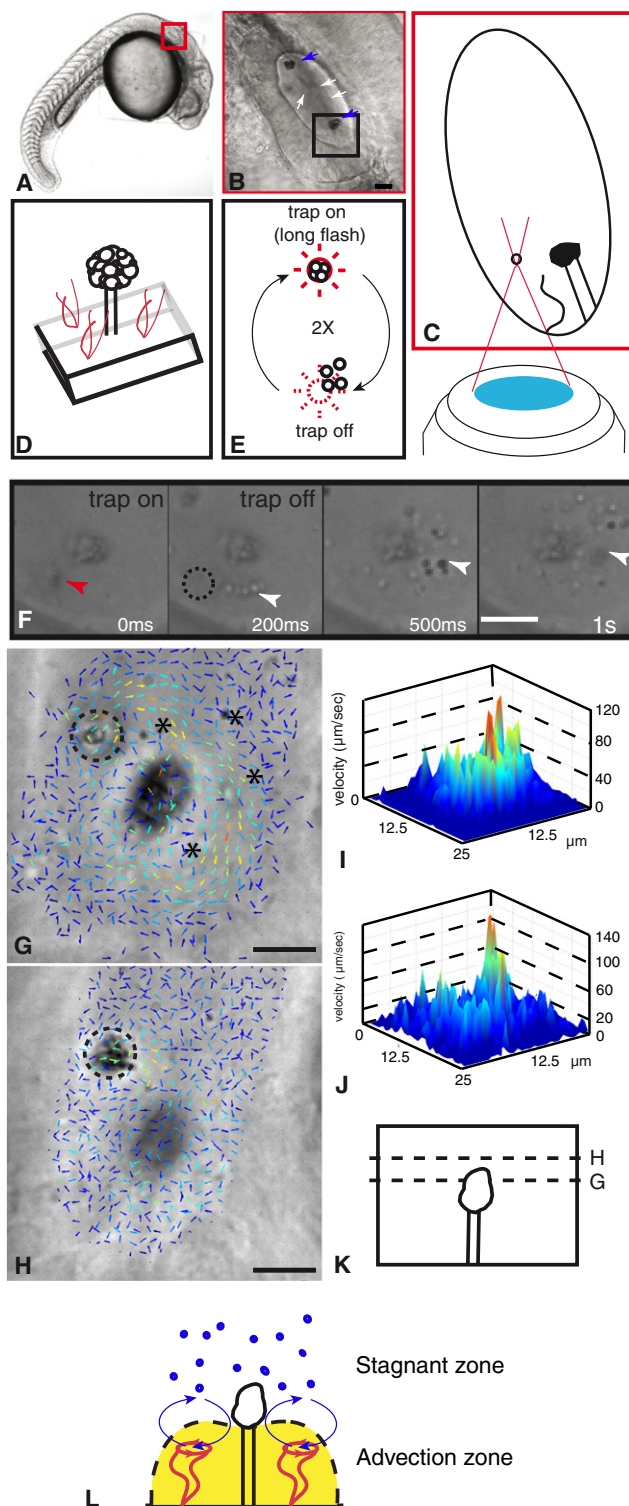 A
B
C
D
trap on
(long flash)
2X
trap off
E
trap on
trap off
F
0ms
200ms
500ms
1s
*
*
*
*
G
velocity (µm/sec)
120
80
40
0
0
12.5
25
12.5
µm
I
H
velocity ( µm/sec)
140
100
60
20
0
0
12.5
25
12.5
µm
J
H
G
K
Stagnant zone
Advection zone
L